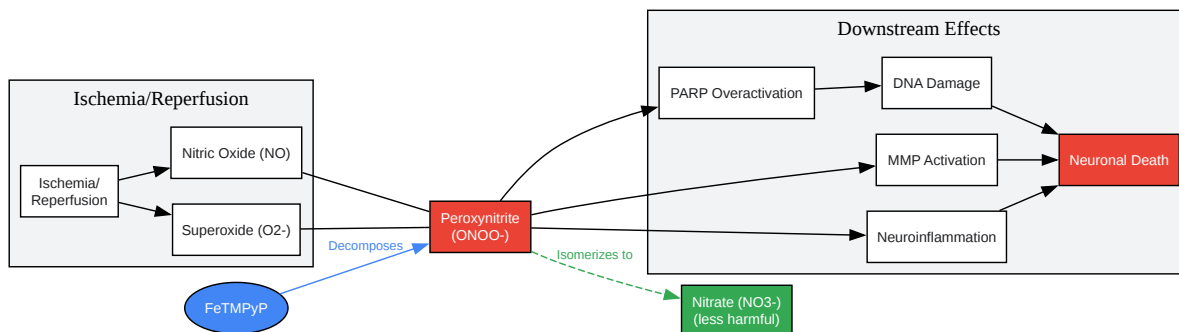 Ischemia/Reperfusion
Ischemia/
Reperfusion
Nitric Oxide (NO)
Superoxide (O2-)
FeTMPyP
Decomposes
Peroxynitrite
(ONOO-)
Isomerizes to
Nitrate (NO3-)
(less harmful)
Downstream Effects
PARP Overactivation
DNA Damage
MMP Activation
Neuroinflammation
Neuronal Death